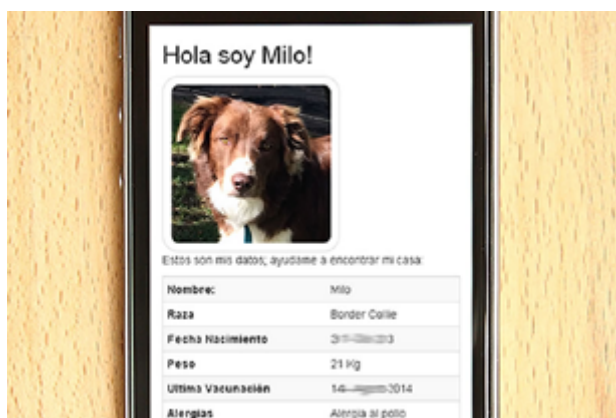 Hola soy Milo!
Estos son mis datos; ayudame a encontrar mi casa:
Nombre: Milo
Raza Border Collie
Fecha Nacimiento
Peso 21 Kg
Ultima Vacunación 2014
Alergias Alergia al pollo